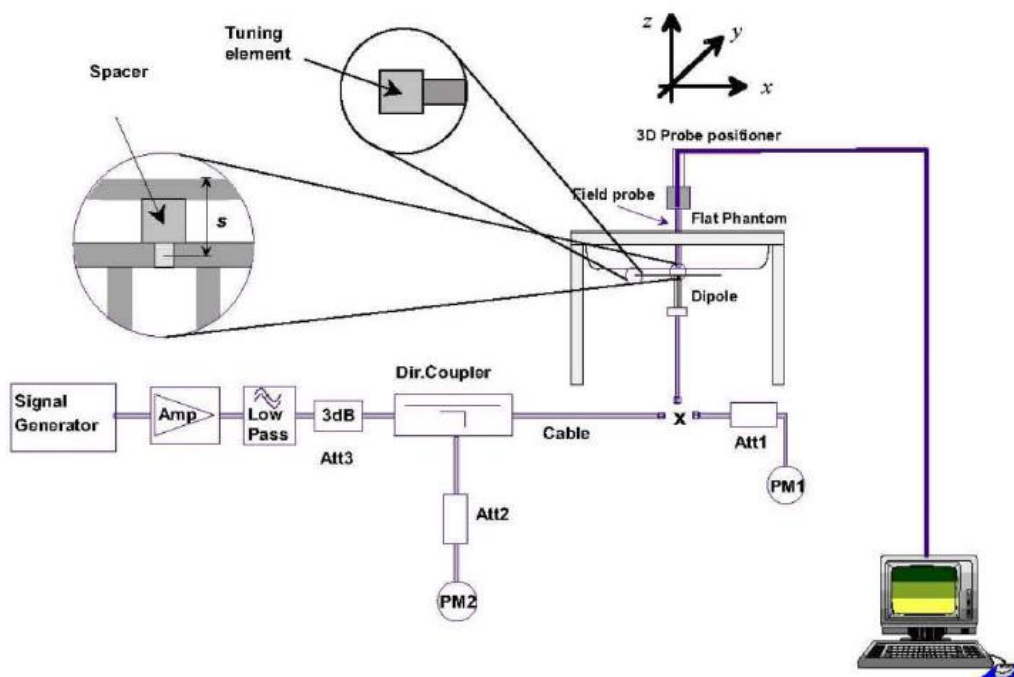 Tuning
element
Spacer
s
z
y
x
3D Probe positioner
Field probe
Flat Phantom
Dipole
Signal
Generator
Amp
Low
Pass
3dB
Att3
Dir.Coupler
Cable
x
Att1
PM1
Att2
PM2